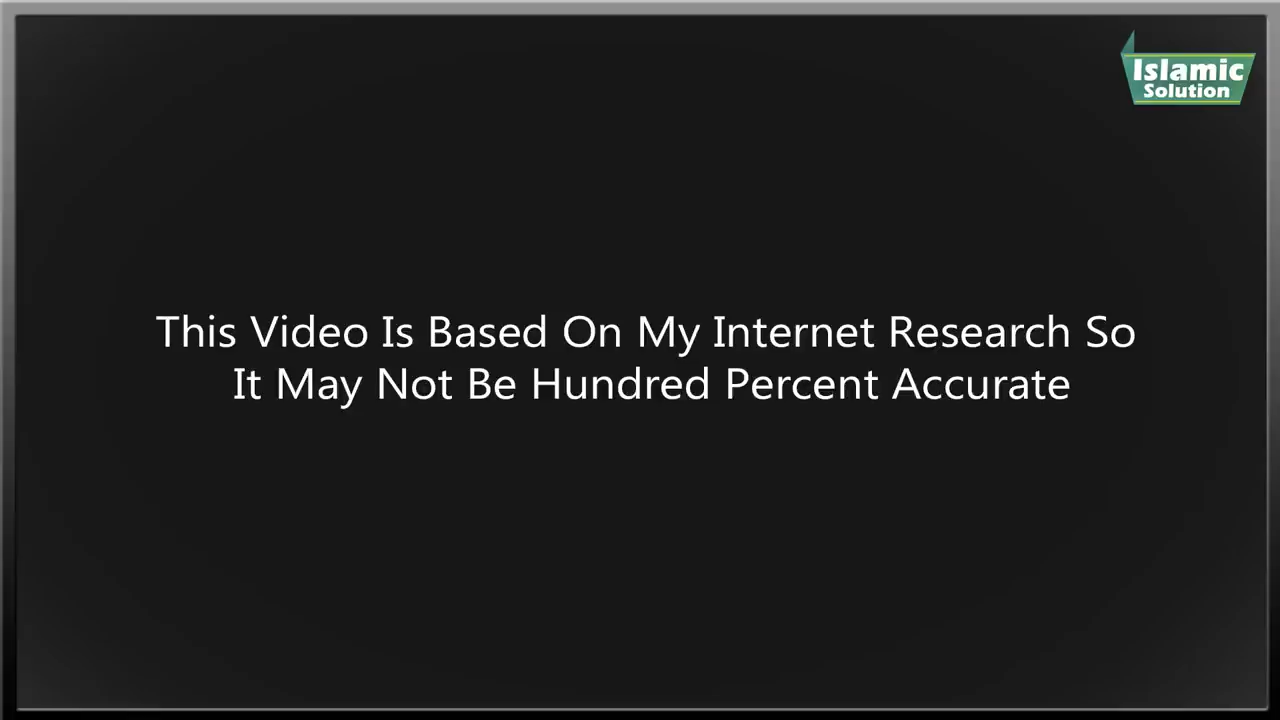 Islamic
Solution
This Video Is Based On My Internet Research So
It May Not Be Hundred Percent Accurate